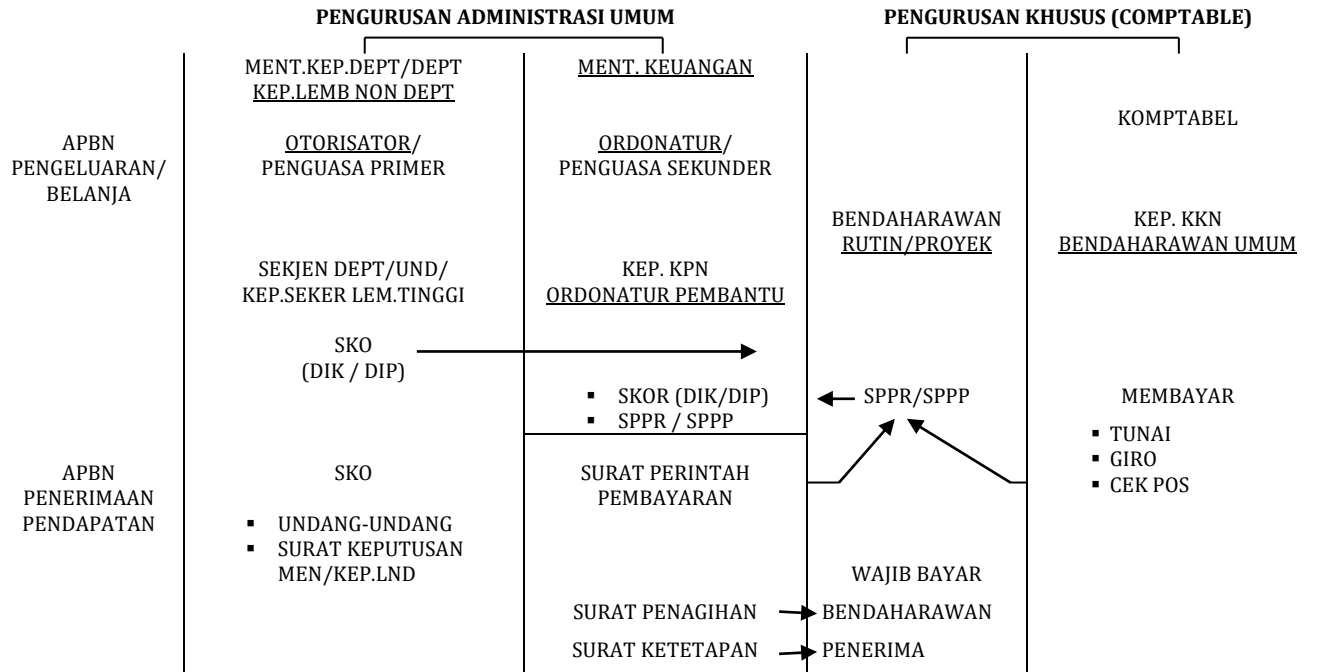 PENGURUSAN ADMINISTRASI UMUM
PENGURUSAN KHUSUS (COMPTABLE)
MENT.KEP.DEPT/DEPT
KEP.LEMB NON DEPT
MENT. KEUANGAN
KOMPTABEL
APBN
PENGELUARAN/
BELANJA
OTORISATOR/
PENGUASA PRIMER
ORDONATUR/
PENGUASA SEKUNDER
BENDAHARAWAN
RUTIN/PROYEK
KEP. KKN
BENDAHARAWAN UMUM
SEKJEN DEPT/UND/
KEP.SEKER LEM.TINGGI
KEP. KPN
ORDONATUR PEMBANTU
SKO
(DIK / DIP)
▪ SKOR (DIK/DIP)
▪ SPPR / SPPP
SPPR/SPPP
MEMBAYAR
▪ TUNAI
▪ GIRO
▪ CEK POS
APBN
PENERIMAAN
PENDAPATAN
SKO
▪ UNDANG-UNDANG
▪ SURAT KEPUTUSAN
MEN/KEP.LND
SURAT PERINTAH
PEMBAYARAN
WAJIB BAYAR
SURAT PENAGIHAN
BENDAHARAWAN
SURAT KETETAPAN
PENERIMA